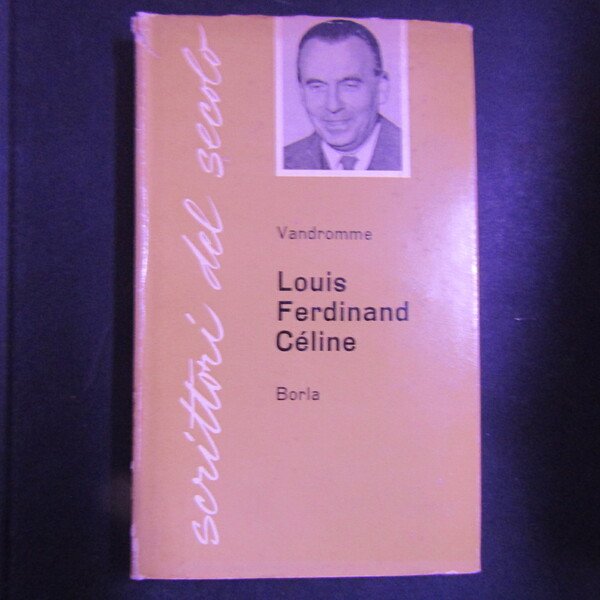 scrittori del secolo
Vandromme
Louis
Ferdinand
Céline
Borla